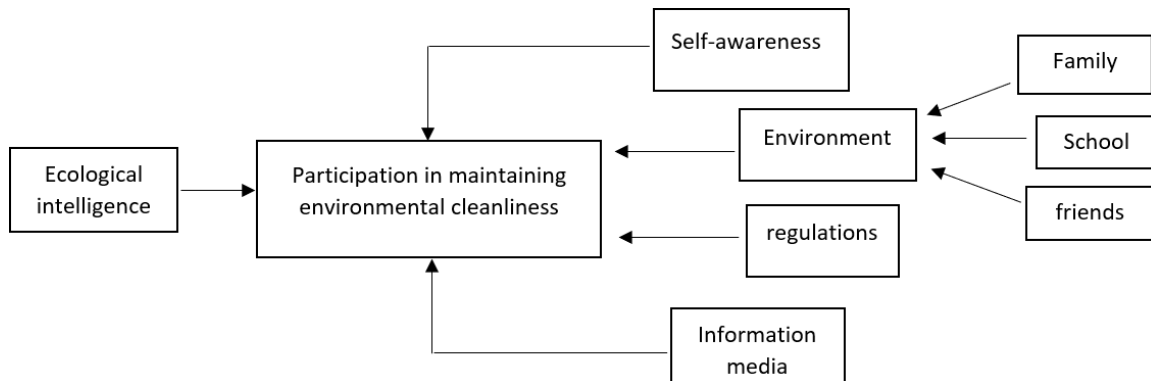 Self-awareness
Family
Environment
School
Ecological
intelligence
Participation in maintaining
environmental cleanliness
friends
regulations
Information
media